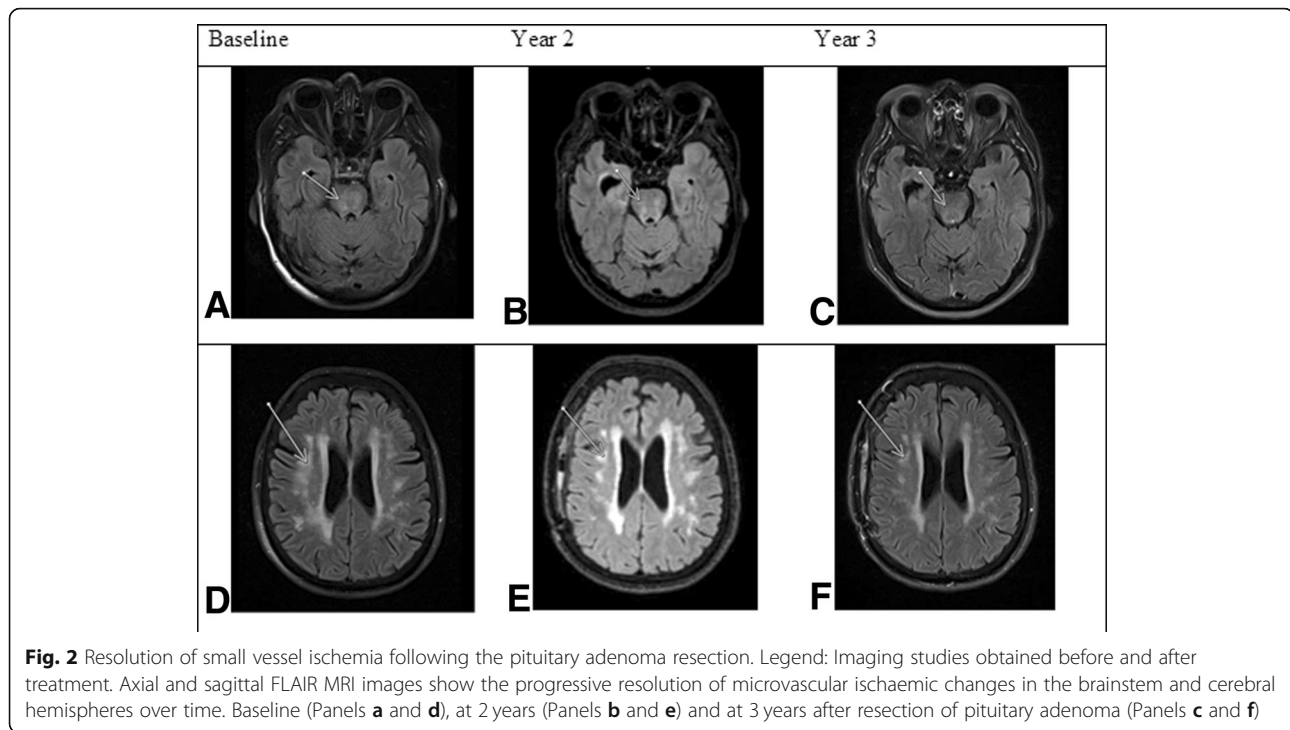 Baseline Year 2 Year 3
A B C
D E F
Fig. 2 Resolution of small vessel ischemia following the pituitary adenoma resection. Legend: Imaging studies obtained before and after
treatment. Axial and sagittal FLAIR MRI images show the progressive resolution of microvascular ischaemic changes in the brainstem and cerebral
hemispheres over time. Baseline (Panels a and d), at 2 years (Panels b and e) and at 3 years after resection of pituitary adenoma (Panels c and f)